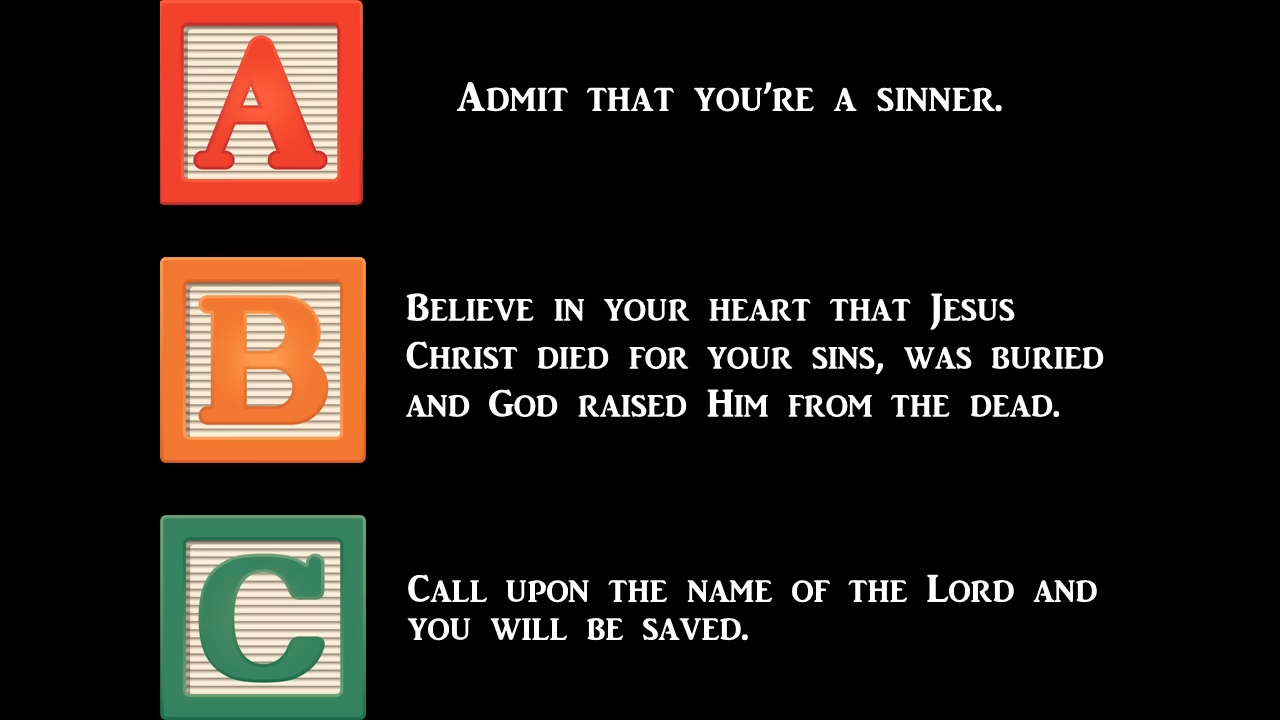 A
Admit that you're a sinner.
B
Believe in your heart that Jesus
Christ died for your sins, was buried
and God raised Him from the dead.
C
Call upon the name of the Lord and
you will be saved.